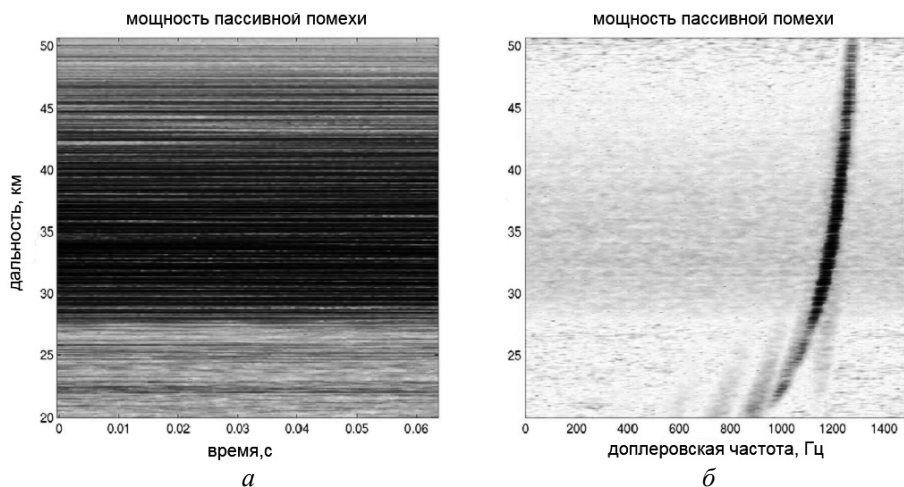 мощность пассивной помехи
50
45
40
35
30
25
20
дальность, км
0 0.01 0.02 0.03 0.04 0.05 0.06
время,с
а
мощность пассивной помехи
50
45
40
35
30
25
0 200 400 600 800 1000 1200 1400
доплеровская частота, Гц
б